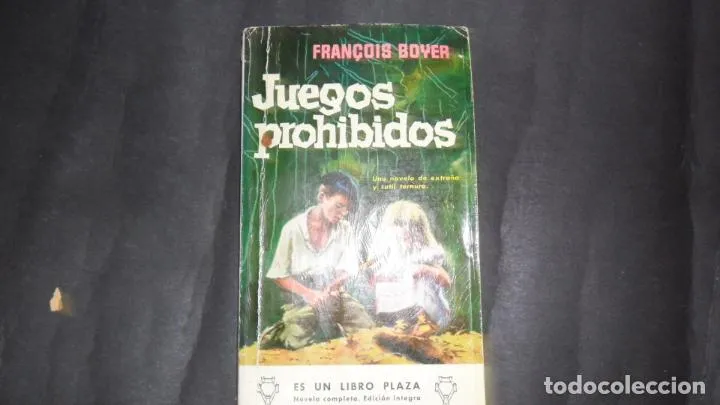 FRANÇOIS BOYER
Juegos
prohibidos
Una novela de extraña
y sutil ternura.
ES UN LIBRO PLAZA
Novela completa. Edición íntegra
todocoleccion